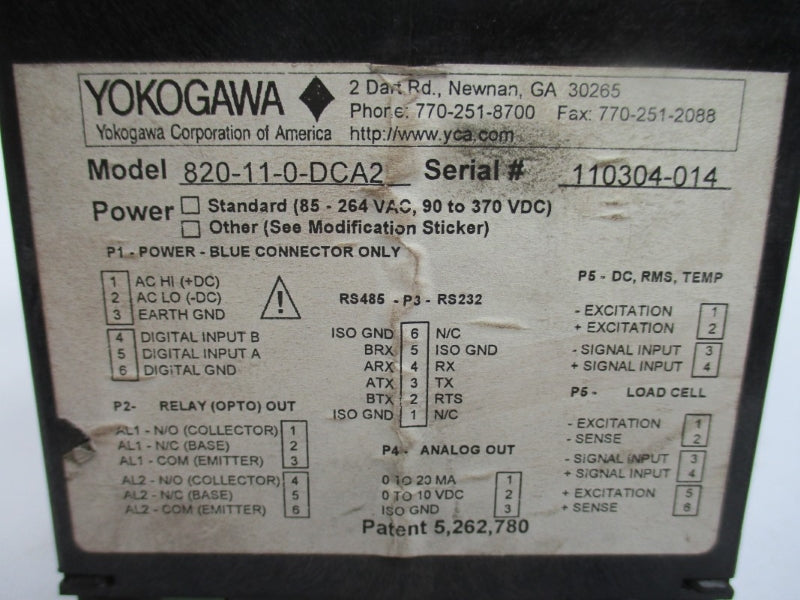 YOKOGAWA
Yokogawa Corporation of America
2 Dart Rd., Newnan, GA 30265
Phone: 770-251-8700 Fax: 770-251-2088
http://www.yca.com
Model 820-11-0-DCA2 Serial # 110304-014
Power Standard (85 - 264 VAC, 90 to 370 VDC)
Other (See Modification Sticker)
P1 - POWER - BLUE CONNECTOR ONLY
1 AC HI (+DC)
2 AC LO (-DC)
3 EARTH GND
4 DIGITAL INPUT B
5 DIGITAL INPUT A
6 DIGITAL GND
P2- RELAY (OPTO) OUT
AL1 - N/O (COLLECTOR) 1
AL1 - N/C (BASE) 2
AL1 - COM (EMITTER) 3
AL2 - N/O (COLLECTOR) 4
AL2 - N/C (BASE) 5
AL2 - COM (EMITTER) 6
RS485 - P3 - RS232
ISO GND 6 N/C
BRX 5 ISO GND
ARX 4 RX
ATX 3 TX
BTX 2 RTS
ISO GND 1 N/C
P4- ANALOG OUT
0 TO 20 MA 1
0 TO 10 VDC 2
ISO GND 3
Patent 5,262,780
P5 - DC, RMS, TEMP
- EXCITATION 1
+ EXCITATION 2
- SIGNAL INPUT 3
+ SIGNAL INPUT 4
P5 - LOAD CELL
- EXCITATION 1
- SENSE 2
- SIGNAL INPUT 3
+ SIGNAL INPUT 4
+ EXCITATION 5
+ SENSE 6